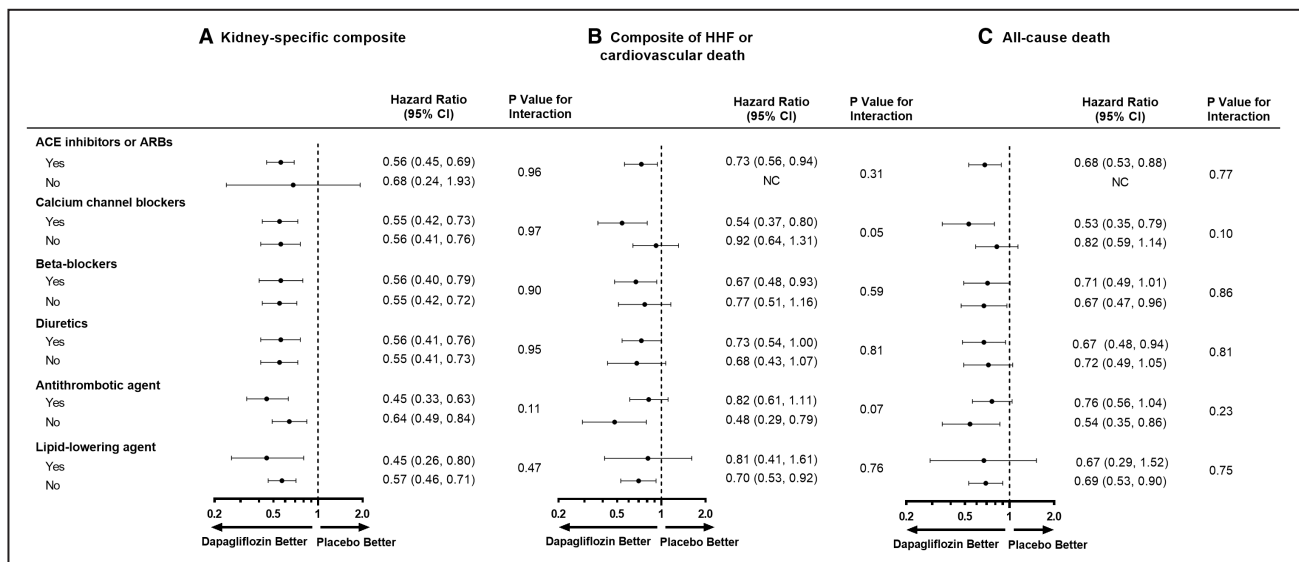 A Kidney-specific composite
B Composite of HHF or
cardiovascular death
C All-cause death
Hazard Ratio
(95% CI)
P Value for
Interaction
Hazard Ratio
(95% CI)
P Value for
Interaction
Hazard Ratio
(95% CI)
P Value for
Interaction
ACE inhibitors or ARBs
Yes 0.56 (0.45, 0.69) 0.73 (0.56, 0.94) 0.68 (0.53, 0.88)
0.96 0.31 0.77
No 0.68 (0.24, 1.93) NC NC
Calcium channel blockers
Yes 0.55 (0.42, 0.73) 0.54 (0.37, 0.80) 0.53 (0.35, 0.79)
0.97 0.05 0.10
No 0.56 (0.41, 0.76) 0.92 (0.64, 1.31) 0.82 (0.59, 1.14)
Beta-blockers
Yes 0.56 (0.40, 0.79) 0.67 (0.48, 0.93) 0.71 (0.49, 1.01)
0.90 0.59 0.86
No 0.55 (0.42, 0.72) 0.77 (0.51, 1.16) 0.67 (0.47, 0.96)
Diuretics
Yes 0.56 (0.41, 0.76) 0.73 (0.54, 1.00) 0.67 (0.48, 0.94)
0.95 0.81 0.81
No 0.55 (0.41, 0.73) 0.68 (0.43, 1.07) 0.72 (0.49, 1.05)
Antithrombotic agent
Yes 0.45 (0.33, 0.63) 0.82 (0.61, 1.11) 0.76 (0.56, 1.04)
0.11 0.07 0.23
No 0.64 (0.49, 0.84) 0.48 (0.29, 0.79) 0.54 (0.35, 0.86)
Lipid-lowering agent
Yes 0.45 (0.26, 0.80) 0.81 (0.41, 1.61) 0.67 (0.29, 1.52)
0.47 0.76 0.75
No 0.57 (0.46, 0.71) 0.70 (0.53, 0.92) 0.69 (0.53, 0.90)
0.2 0.5 1 2.0 0.2 0.5 1 2.0 0.2 0.5 1 2.0
Dapagliflozin Better Placebo Better Dapagliflozin Better Placebo Better Dapagliflozin Better Placebo Better